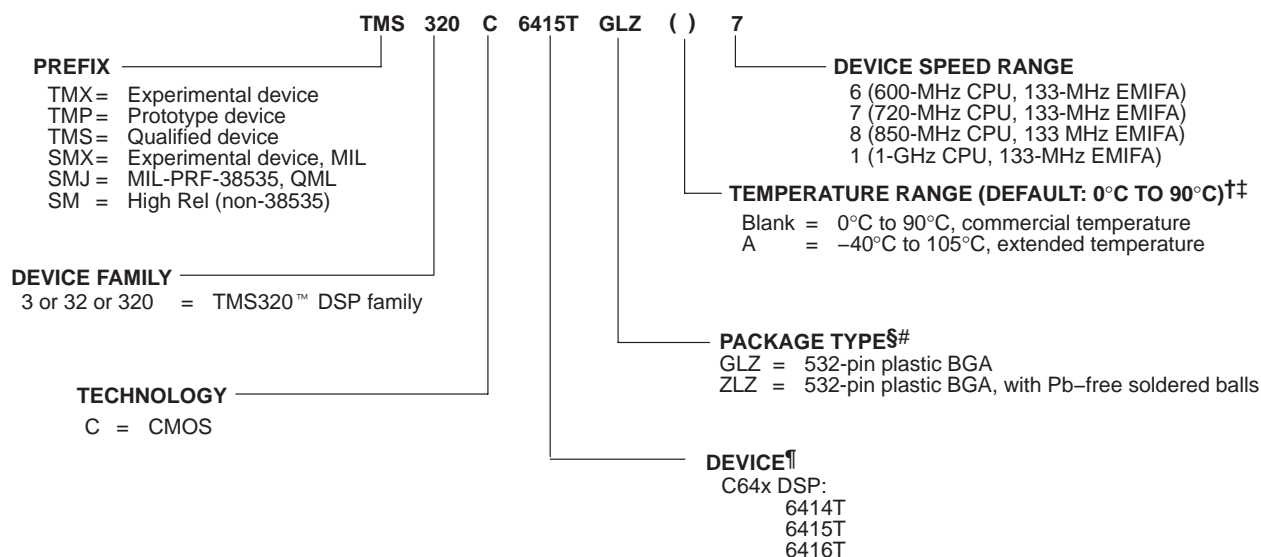 TMS 320 C 6415T GLZ ( ) 7
PREFIX
TMX= Experimental device
TMP= Prototype device
TMS= Qualified device
SMX= Experimental device, MIL
SMJ = MIL-PRF-38535, QML
SM = High Rel (non-38535)
DEVICE SPEED RANGE
6 (600-MHz CPU, 133-MHz EMIFA)
7 (720-MHz CPU, 133-MHz EMIFA)
8 (850-MHz CPU, 133 MHz EMIFA)
1 (1-GHz CPU, 133-MHz EMIFA)
TEMPERATURE RANGE (DEFAULT: 0°C TO 90°C)†‡
Blank = 0°C to 90°C, commercial temperature
A = −40°C to 105°C, extended temperature
DEVICE FAMILY
3 or 32 or 320 = TMS320™ DSP family
PACKAGE TYPE§#
GLZ = 532-pin plastic BGA
ZLZ = 532-pin plastic BGA, with Pb−free soldered balls
TECHNOLOGY
C = CMOS
DEVICE¶
C64x DSP:
6414T
6415T
6416T